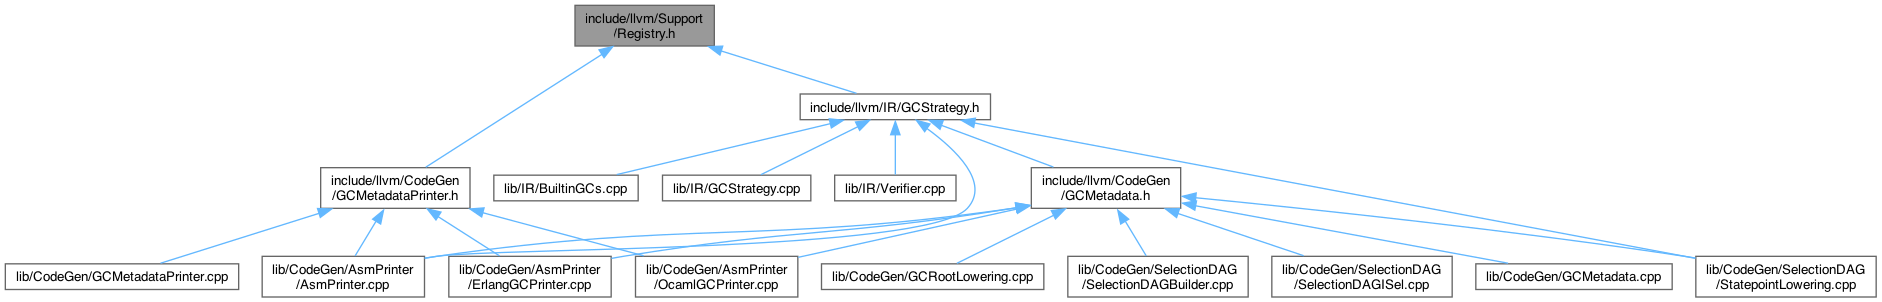 include/llvm/Support
/Registry.h
include/llvm/IR/GCStrategy.h
include/llvm/CodeGen
/GCMetadataPrinter.h
lib/IR/BuiltinGCs.cpp
lib/IR/GCStrategy.cpp
lib/IR/Verifier.cpp
include/llvm/CodeGen
/GCMetadata.h
lib/CodeGen/GCMetadataPrinter.cpp
lib/CodeGen/AsmPrinter
/AsmPrinter.cpp
lib/CodeGen/AsmPrinter
/ErlangGCPrinter.cpp
lib/CodeGen/AsmPrinter
/OcamlGCPrinter.cpp
lib/CodeGen/GCRootLowering.cpp
lib/CodeGen/SelectionDAG
/SelectionDAGBuilder.cpp
lib/CodeGen/SelectionDAG
/SelectionDAGISel.cpp
lib/CodeGen/GCMetadata.cpp
lib/CodeGen/SelectionDAG
/StatepointLowering.cpp